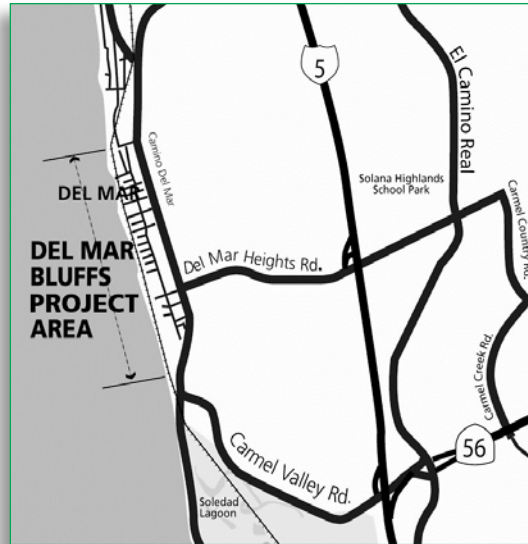 5
El Camino Real
Camino Del Mar
Solana Highlands
School Park
DEL MAR
Carmel Country Rd.
Del Mar Heights Rd.
DEL MAR
BLUFFS
PROJECT
AREA
Carmel Creek Rd.
Carmel Valley Rd.
56
Soledad
Lagoon